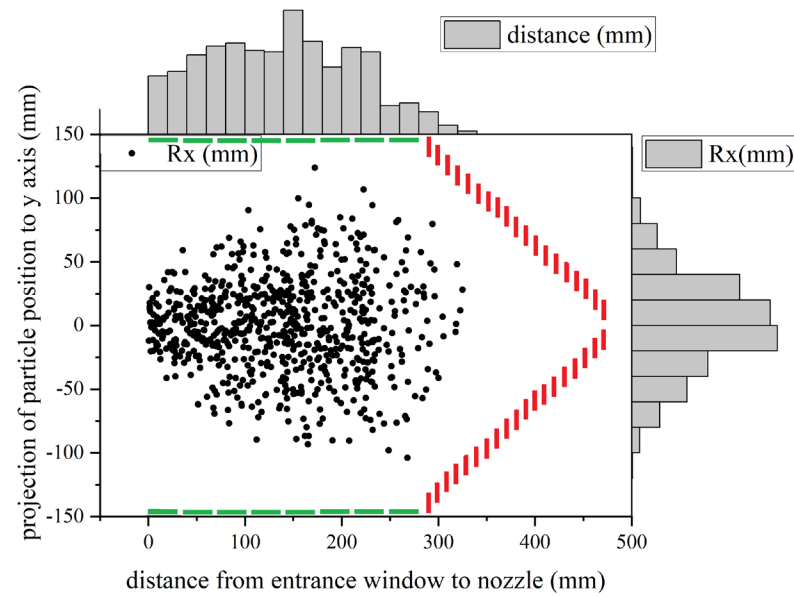 distance (mm)
projection of particle position to y axis (mm)
150
100
50
0
-50
-100
-150
Rx (mm)
Rx(mm)
0
100
200
300
400
500
distance from entrance window to nozzle (mm)